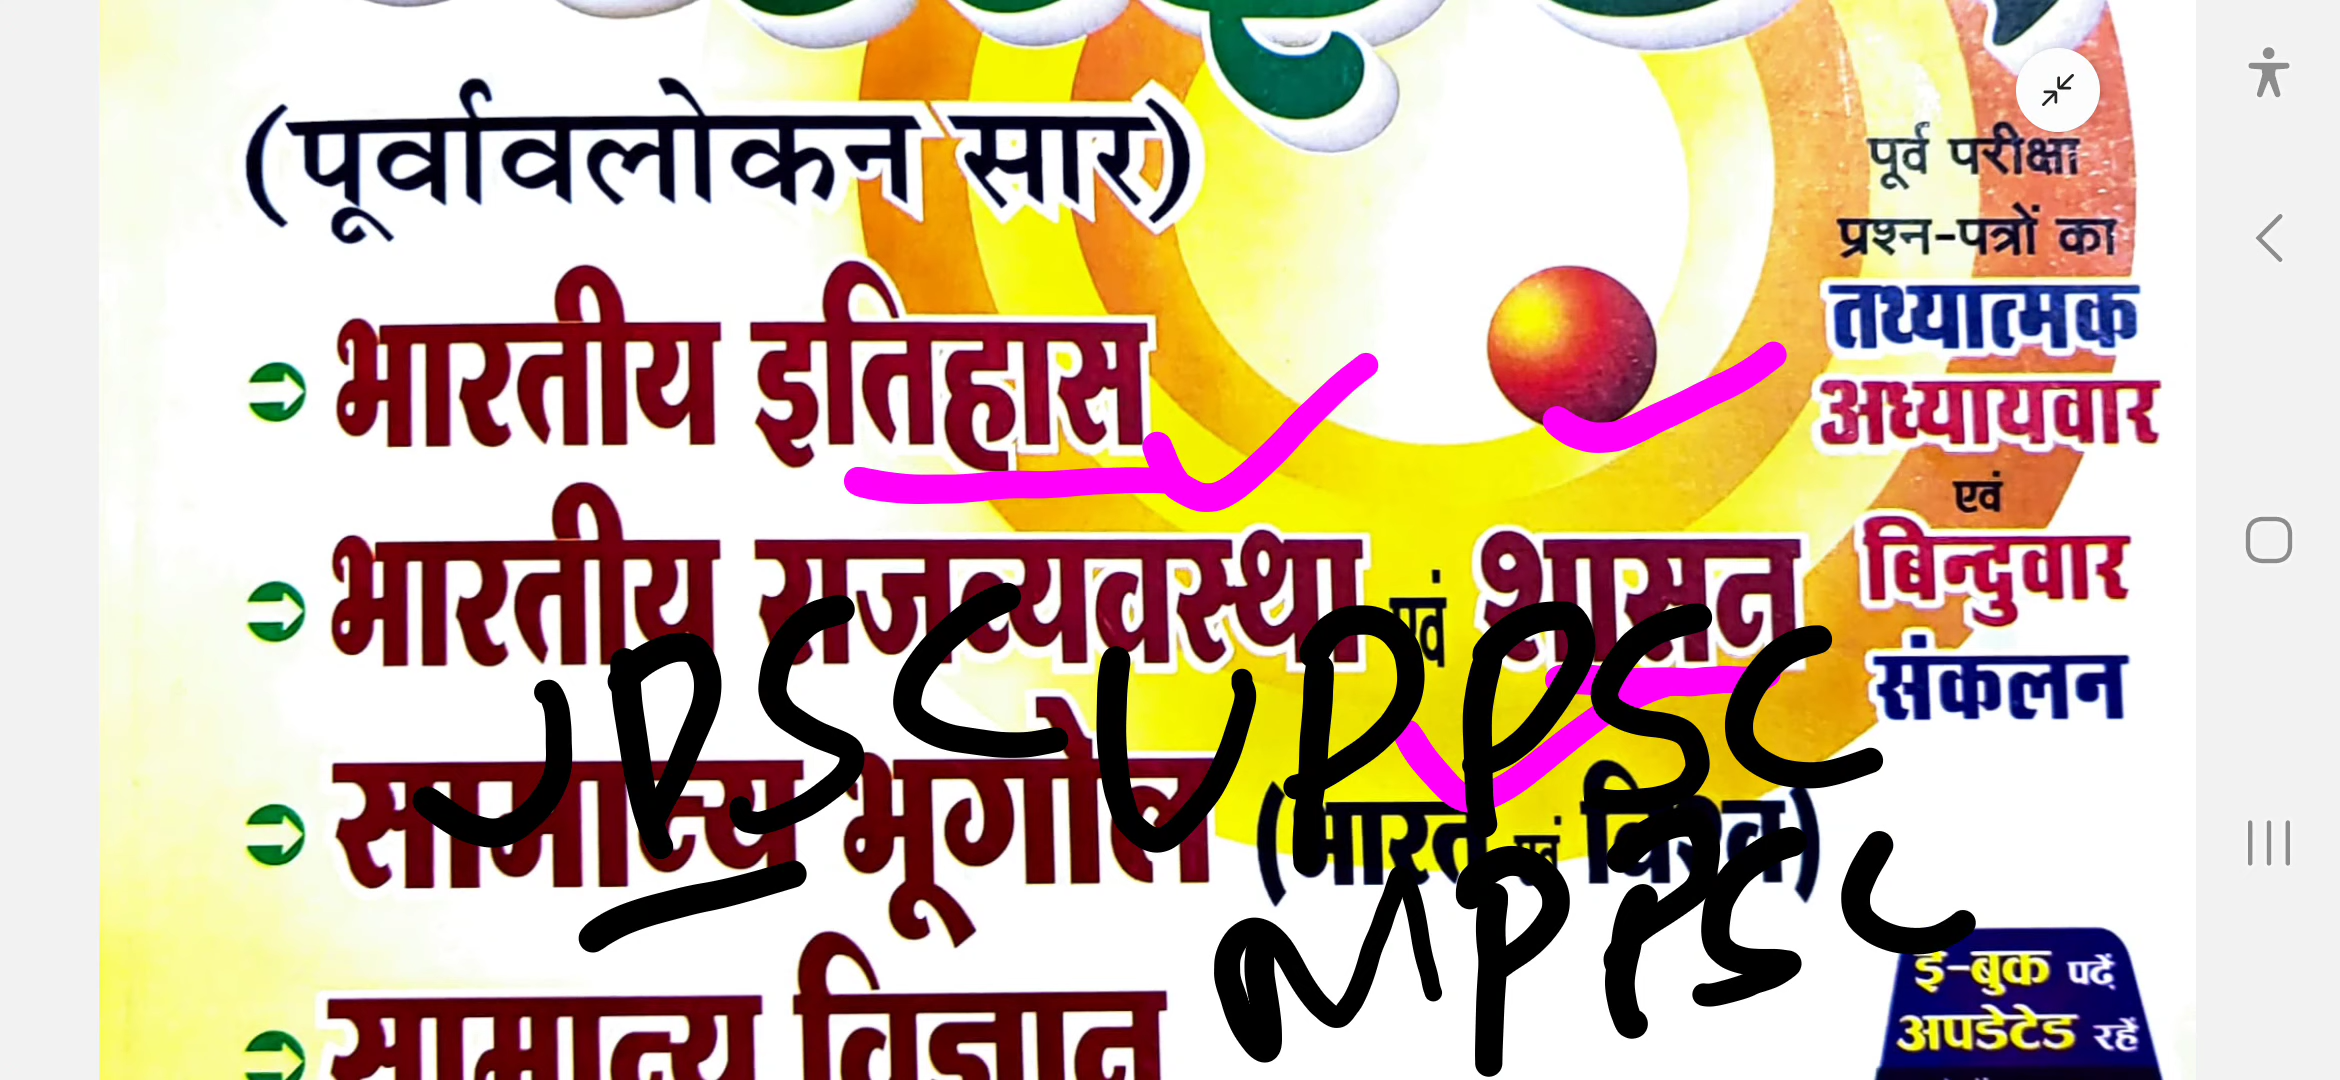 (पूर्वावलोकन सार)
भारतीय इतिहास
भारतीय राजव्यवस्था एवं शासन
सामान्य भूगोल (भारत एवं विश्व)
सामान्य विज्ञान
पूर्व परीक्षा
प्रश्न-पत्रों का
तथ्यात्मक
अध्यायवार
एवं
बिन्दुवार
संकलन
JPSC UPPSC
MPPSC
ई-बुक पढ़ें
अपडेटेड रहें